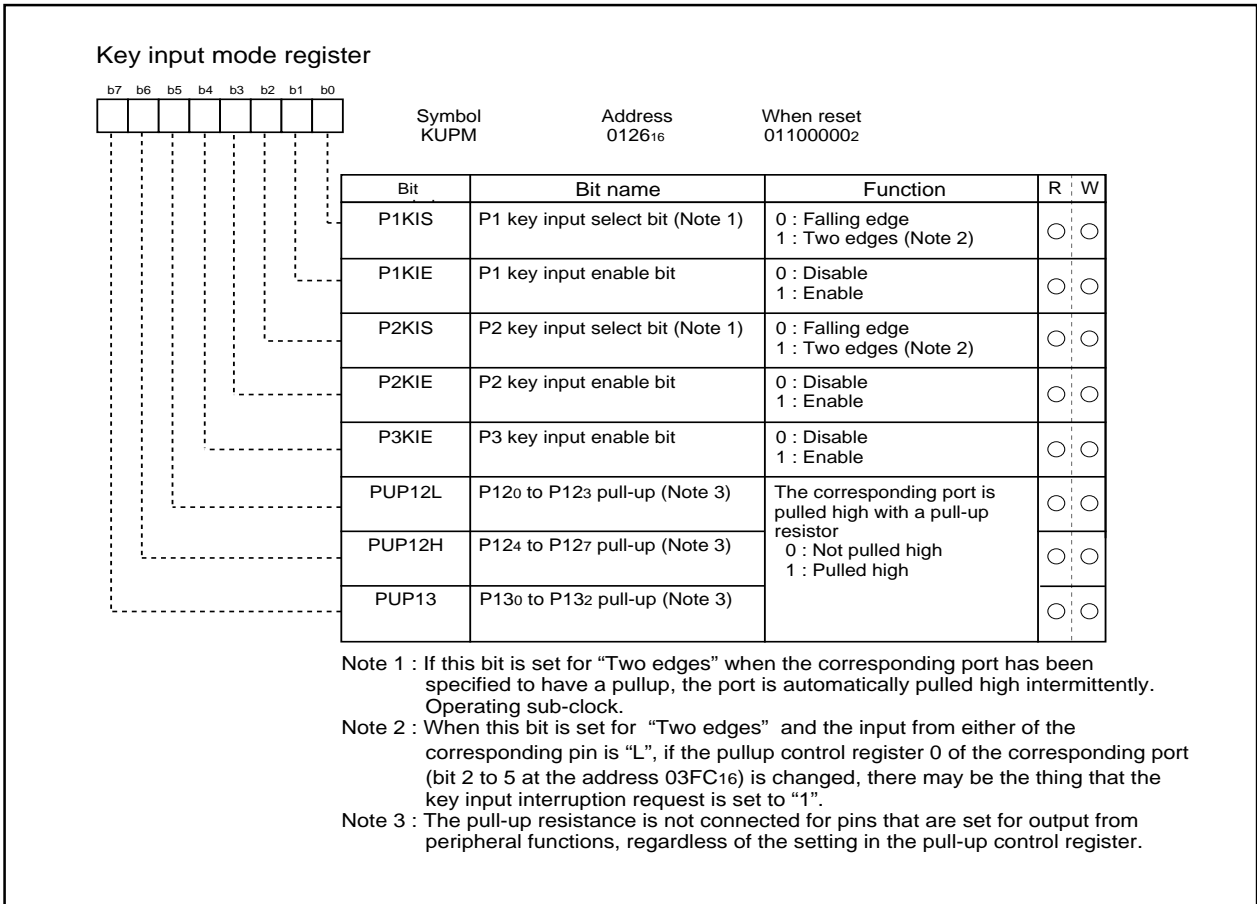 Key input mode register
b7 b6 b5 b4 b3 b2 b1 b0
Symbol Address When reset
KUPM 012616 011000002
Bit Bit name Function R W
P1KIS P1 key input select bit (Note 1) 0 : Falling edge
1 : Two edges (Note 2)
P1KIE P1 key input enable bit 0 : Disable
1 : Enable
P2KIS P2 key input select bit (Note 1) 0 : Falling edge
1 : Two edges (Note 2)
P2KIE P2 key input enable bit 0 : Disable
1 : Enable
P3KIE P3 key input enable bit 0 : Disable
1 : Enable
PUP12L P120 to P123 pull-up (Note 3) The corresponding port is
pulled high with a pull-up
resistor
PUP12H P124 to P127 pull-up (Note 3) 0 : Not pulled high
1 : Pulled high
PUP13 P130 to P132 pull-up (Note 3)
Note 1 : If this bit is set for “Two edges” when the corresponding port has been
specified to have a pullup, the port is automatically pulled high intermittently.
Operating sub-clock.
Note 2 : When this bit is set for “Two edges” and the input from either of the
corresponding pin is “L”, if the pullup control register 0 of the corresponding port
(bit 2 to 5 at the address 03FC16) is changed, there may be the thing that the
key input interruption request is set to “1”.
Note 3 : The pull-up resistance is not connected for pins that are set for output from
peripheral functions, regardless of the setting in the pull-up control register.